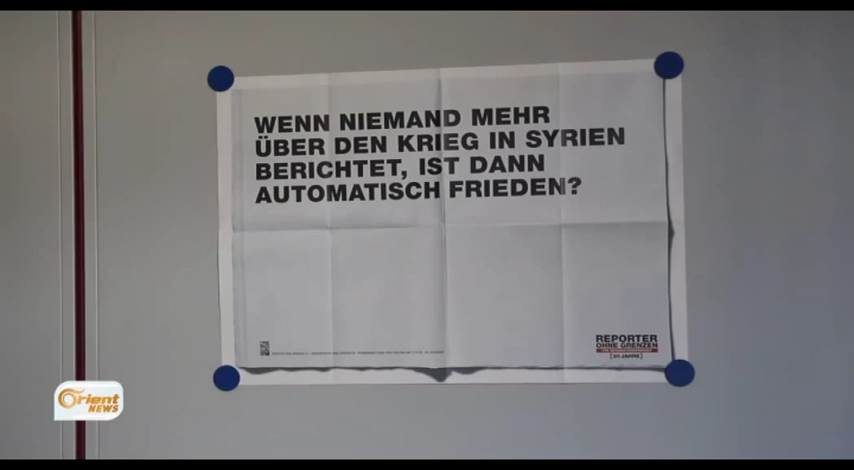 WENN NIEMAND MEHR
ÜBER DEN KRIEG IN SYRIEN
BERICHTET, IST DANN
AUTOMATISCH FRIEDEN?
REPORTER
OHNE GRENZEN
[20 JAHRE]
Orient
NEWS